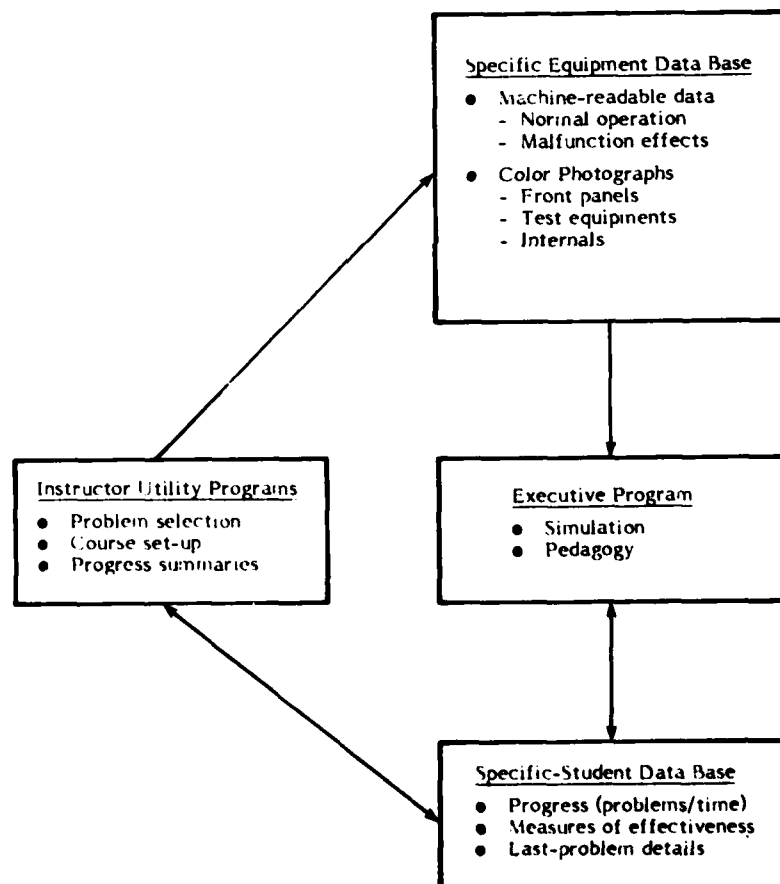 Specific Equipment Data Base
● Machine-readable data
- Normal operation
- Malfunction effects
● Color Photographs
- Front panels
- Test equipments
- Internals
Instructor Utility Programs
● Problem selection
● Course set-up
● Progress summaries
Executive Program
● Simulation
● Pedagogy
Specific-Student Data Base
● Progress (problems/time)
● Measures of effectiveness
● Last-problem details